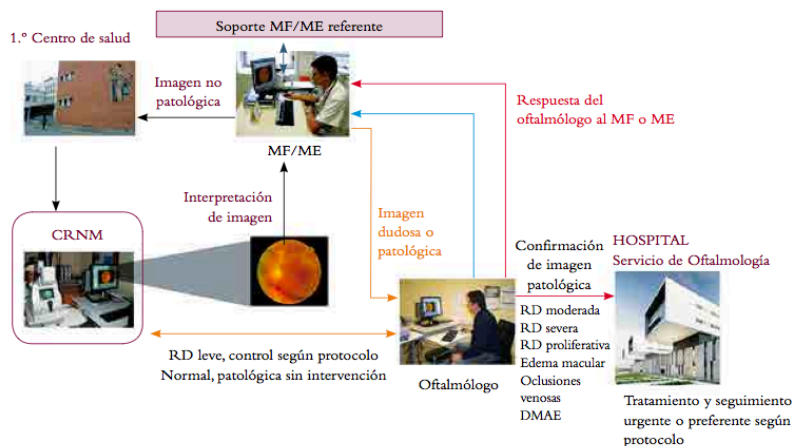 Soporte MF/ME referente
1.º Centro de salud
Imagen no
patológica
MF/ME
Respuesta del
oftalmólogo al MF o ME
Interpretación
de imagen
Imagen
dudosa o
patológica
CRNM
Confirmación
de imagen
patológica
HOSPITAL
Servicio de Oftalmología
RD moderada
RD severa
RD proliferativa
Edema macular
Oclusiones
venosas
DMAE
RD leve, control según protocolo
Normal, patológica sin intervención
Oftalmólogo
Tratamiento y seguimiento
urgente o preferente según
protocolo